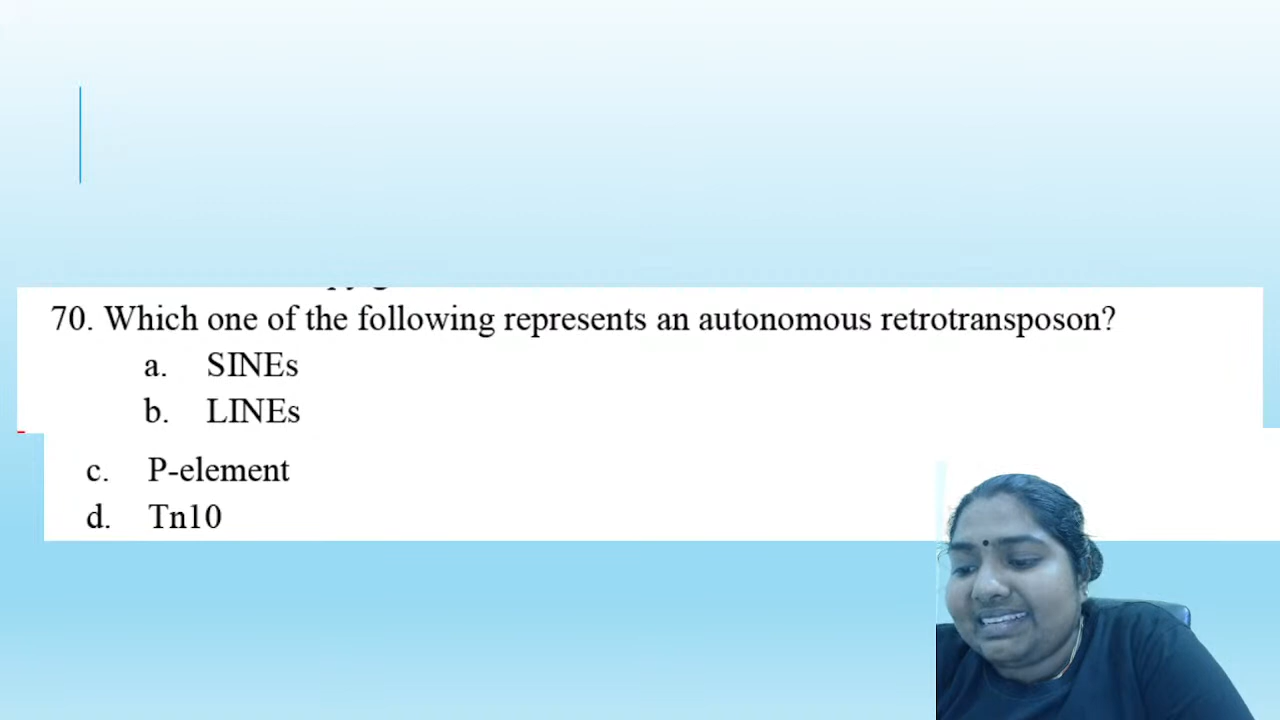 70. Which one of the following represents an autonomous retrotransposon?
a. SINEs
b. LINEs
c. P-element
d. Tn10